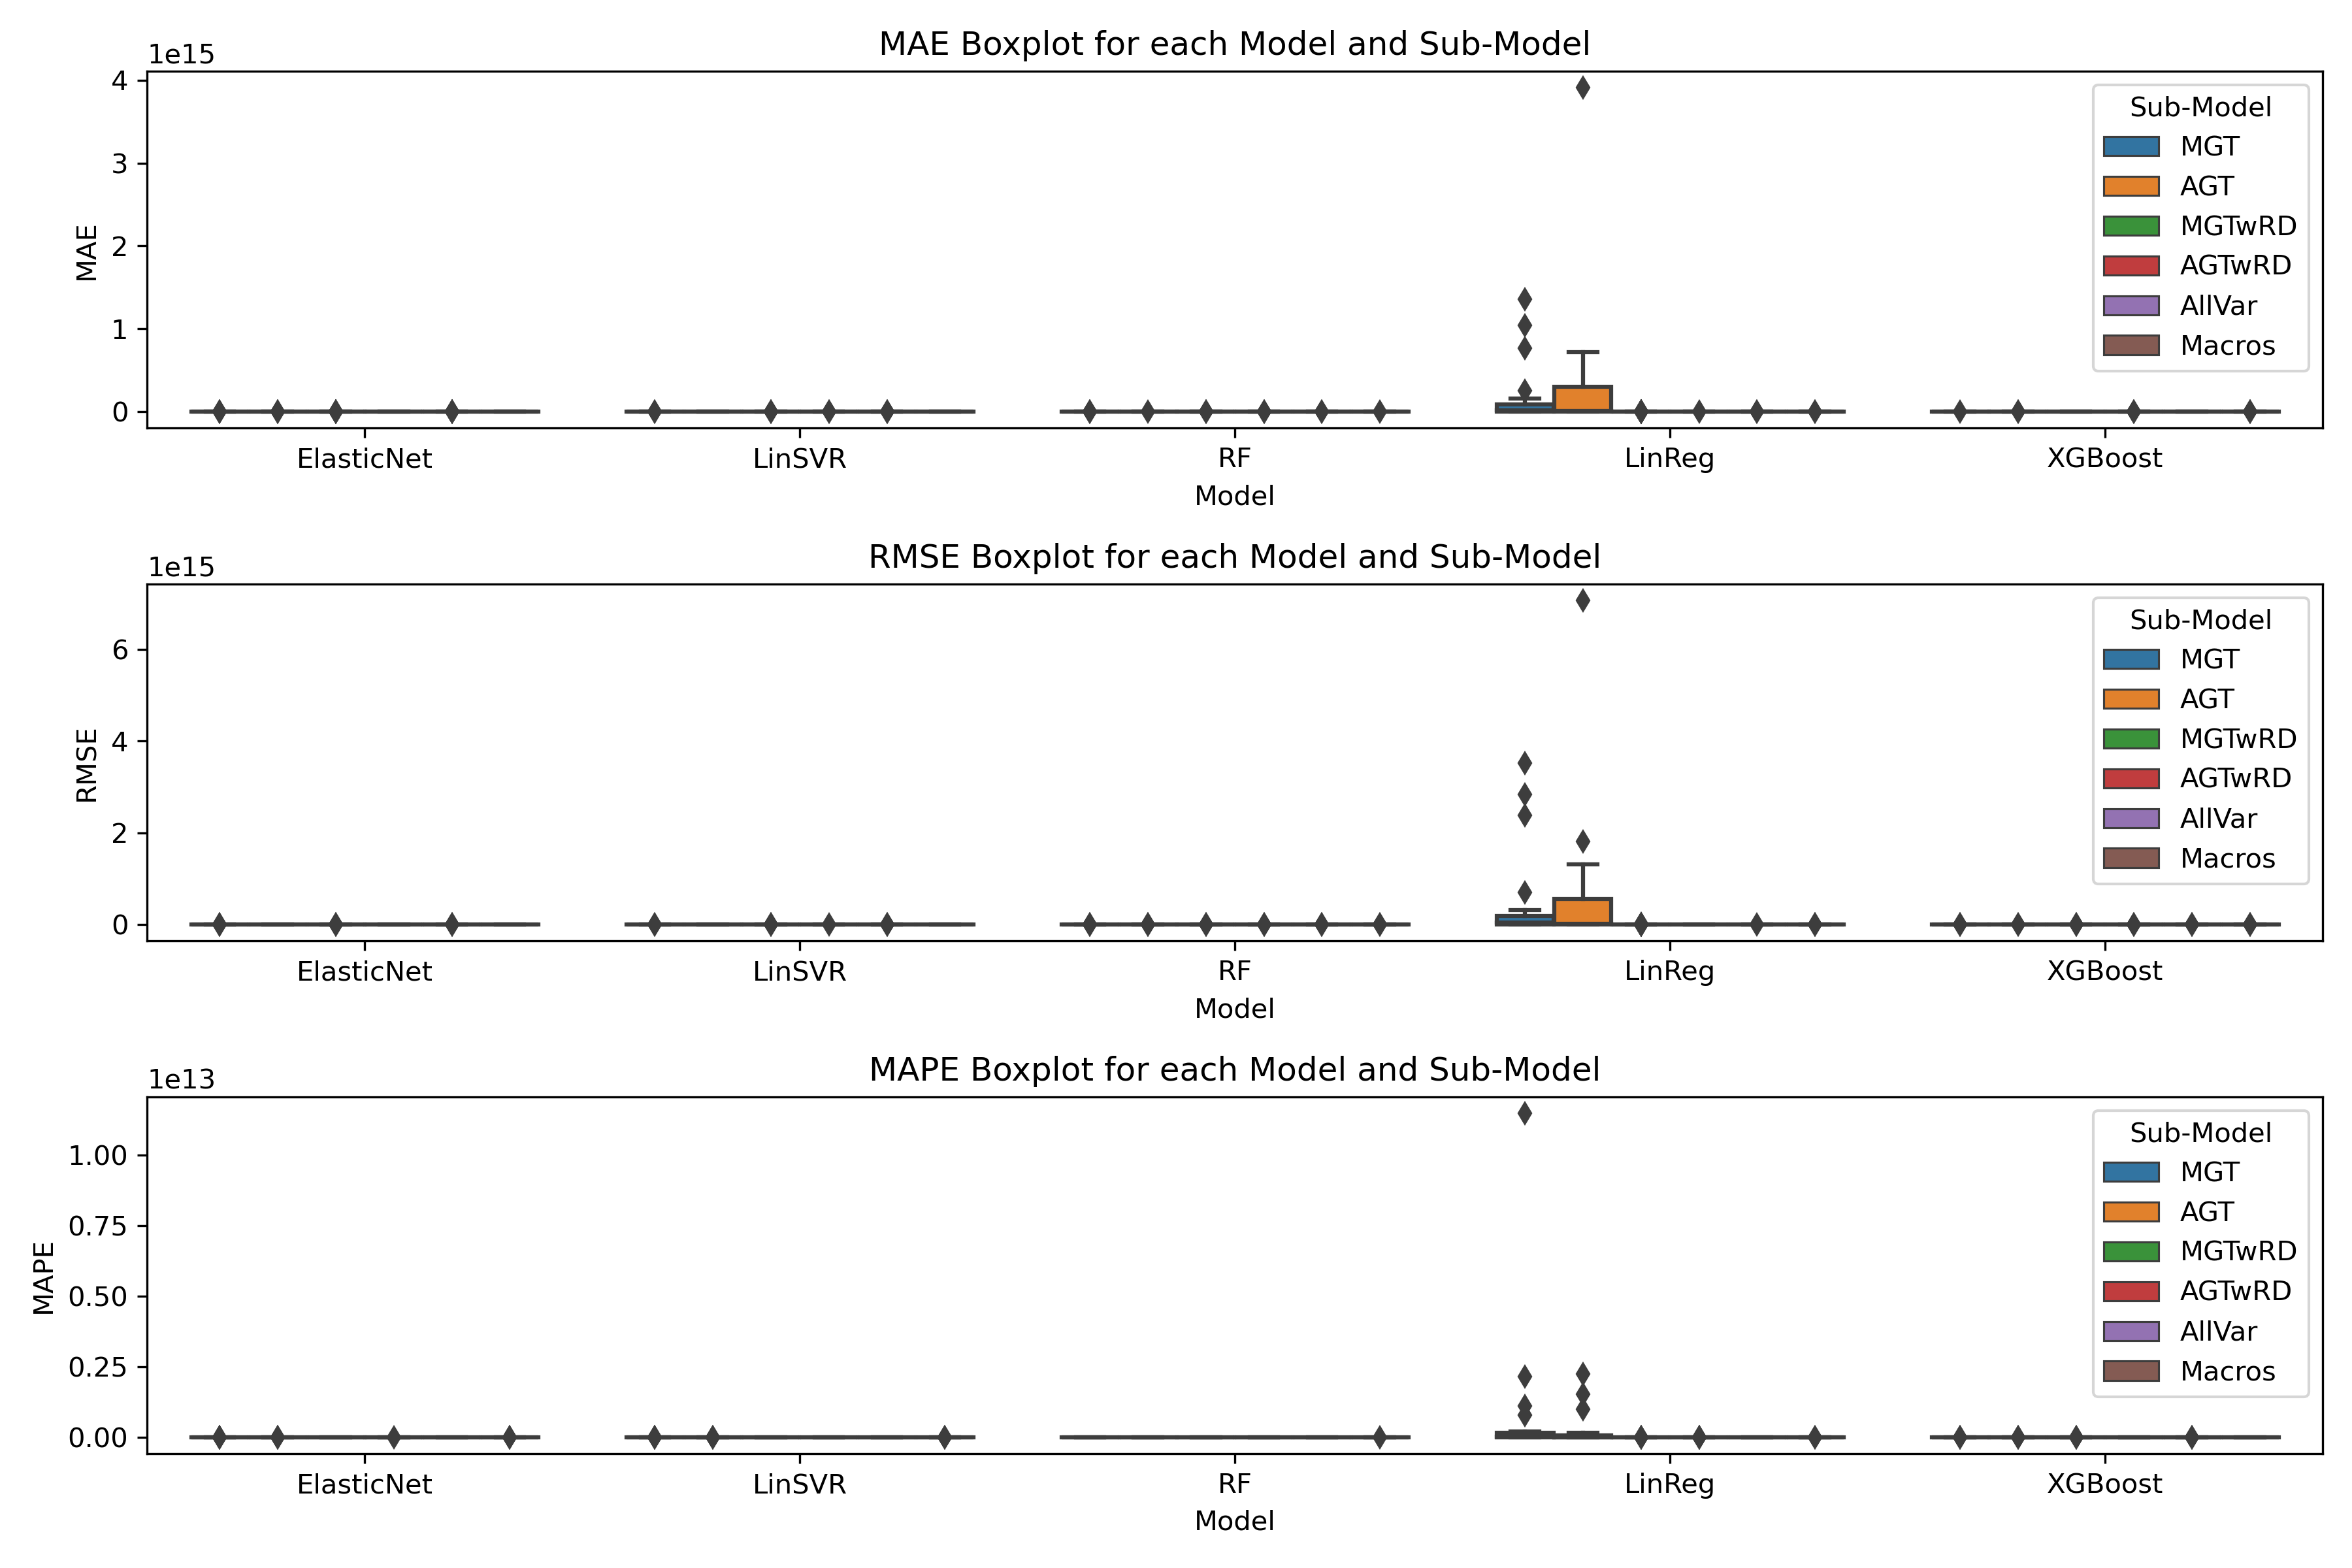 MAE Boxplot for each Model and Sub-Model
1e15
4
3
2
1
0
MAE
Sub-Model
MGT
AGT
MGTwRD
AGTwRD
AllVar
Macros
ElasticNet LinSVR RF LinReg XGBoost
Model
RMSE Boxplot for each Model and Sub-Model
1e15
6
4
2
0
RMSE
Sub-Model
MGT
AGT
MGTwRD
AGTwRD
AllVar
Macros
ElasticNet LinSVR RF LinReg XGBoost
Model
MAPE Boxplot for each Model and Sub-Model
1e13
1.00
0.75
0.50
0.25
0.00
MAPE
Sub-Model
MGT
AGT
MGTwRD
AGTwRD
AllVar
Macros
ElasticNet LinSVR RF LinReg XGBoost
Model